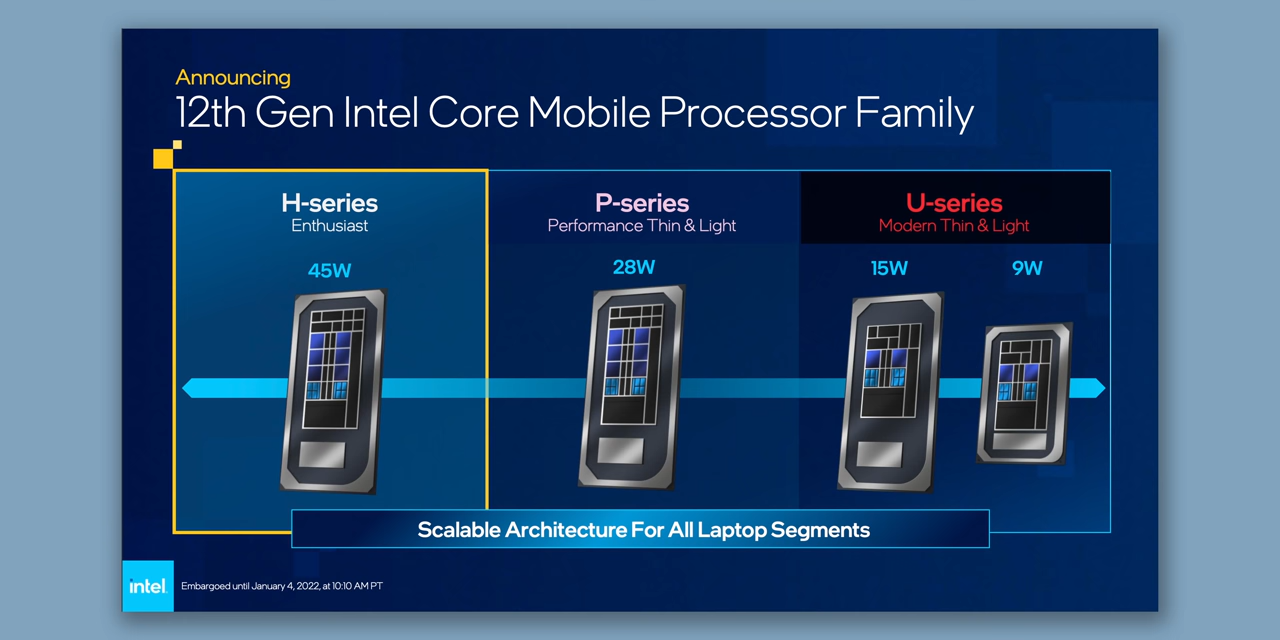 Announcing
12th Gen Intel Core Mobile Processor Family
H-series
Enthusiast
45W
P-series
Performance Thin & Light
28W
U-series
Modern Thin & Light
15W
9W
Scalable Architecture For All Laptop Segments
intel.
Embargoed until January 4, 2022, at 10:10 AM PT